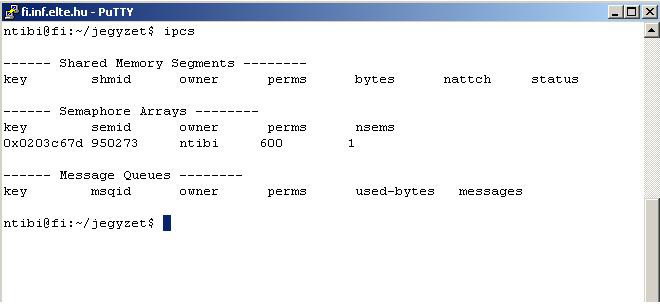 fi.inf.elte.hu - PuTTY
ntibi@fi:~/jegyzet$ ipcs
------ Shared Memory Segments --------
key shmid owner perms bytes nattch status
------ Semaphore Arrays --------
key semid owner perms nsems
0x0203c67d 950273 ntibi 600 1
------ Message Queues --------
key msqid owner perms used-bytes messages
ntibi@fi:~/jegyzet$